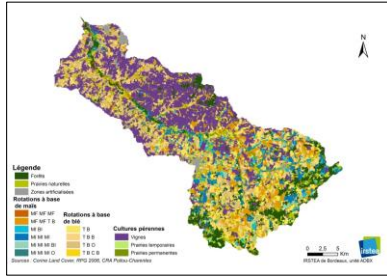 N
Légende
Forêts
Prairies naturelles
Zones artificialisées
Rotations à base de maïs
MF MF MF
MF MF T B
MI BI
MI MI MI
MI MI MI BI
MI MI MI O
Rotations à base de blé
T B
T B B
T B O
T B C B
Cultures pérennes
Vignes
Prairies temporaires
Prairies permanentes
0 2.5 5
Km
irstea
Sources : Corine Land Cover, RPG 2009, CRA Poitou-Charentes
IRSTEA de Bordeaux, unité ADBX